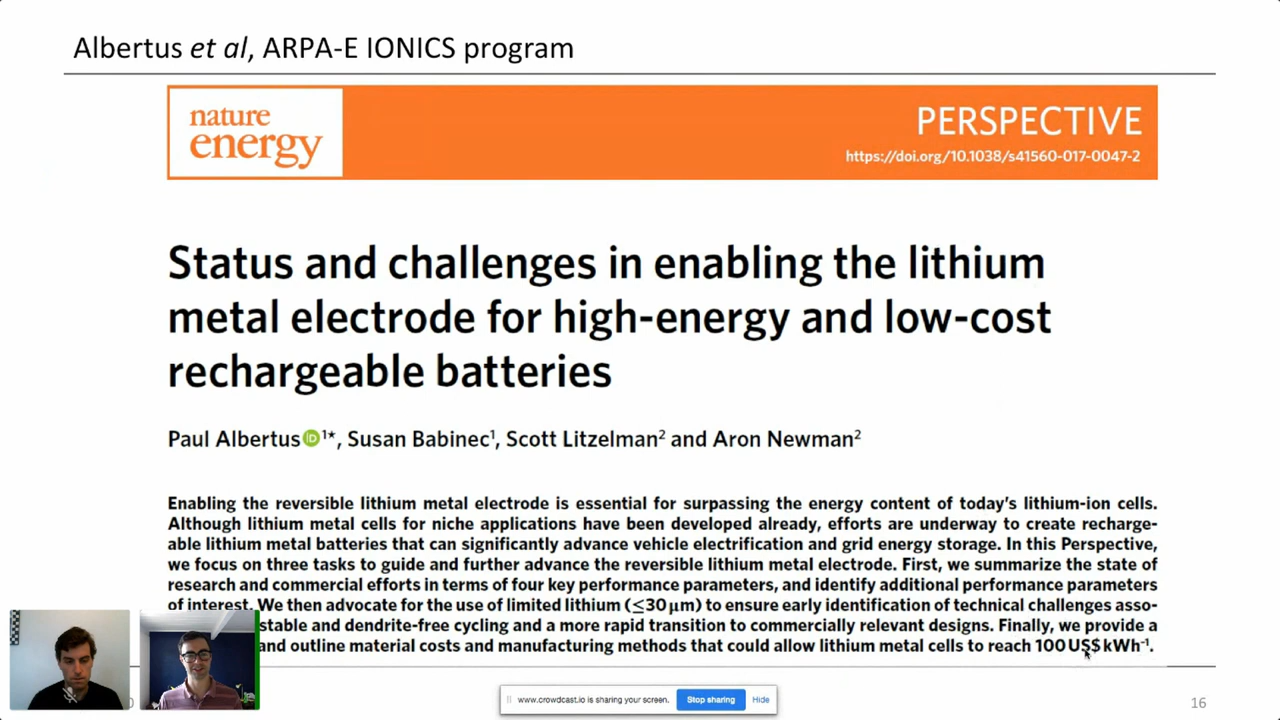 Albertus et al, ARPA-E IONICS program
nature
energy
PERSPECTIVE
https://doi.org/10.1038/s41560-017-0047-2
Status and challenges in enabling the lithium
metal electrode for high-energy and low-cost
rechargeable batteries
Paul Albertus iD 1*, Susan Babinec1, Scott Litzelman2 and Aron Newman2
Enabling the reversible lithium metal electrode is essential for surpassing the energy content of today's lithium-ion cells.
Although lithium metal cells for niche applications have been developed already, efforts are underway to create recharge-
able lithium metal batteries that can significantly advance vehicle electrification and grid energy storage. In this Perspective,
we focus on three tasks to guide and further advance the reversible lithium metal electrode. First, we summarize the state of
research and commercial efforts in terms of four key performance parameters, and identify additional performance parameters
of interest. We then advocate for the use of limited lithium (≤30 μm) to ensure early identification of technical challenges asso-
stable and dendrite-free cycling and a more rapid transition to commercially relevant designs. Finally, we provide a
and outline material costs and manufacturing methods that could allow lithium metal cells to reach 100 US$ kWh⁻¹.
www.crowdcast.io is sharing your screen.
Stop sharing
Hide
16